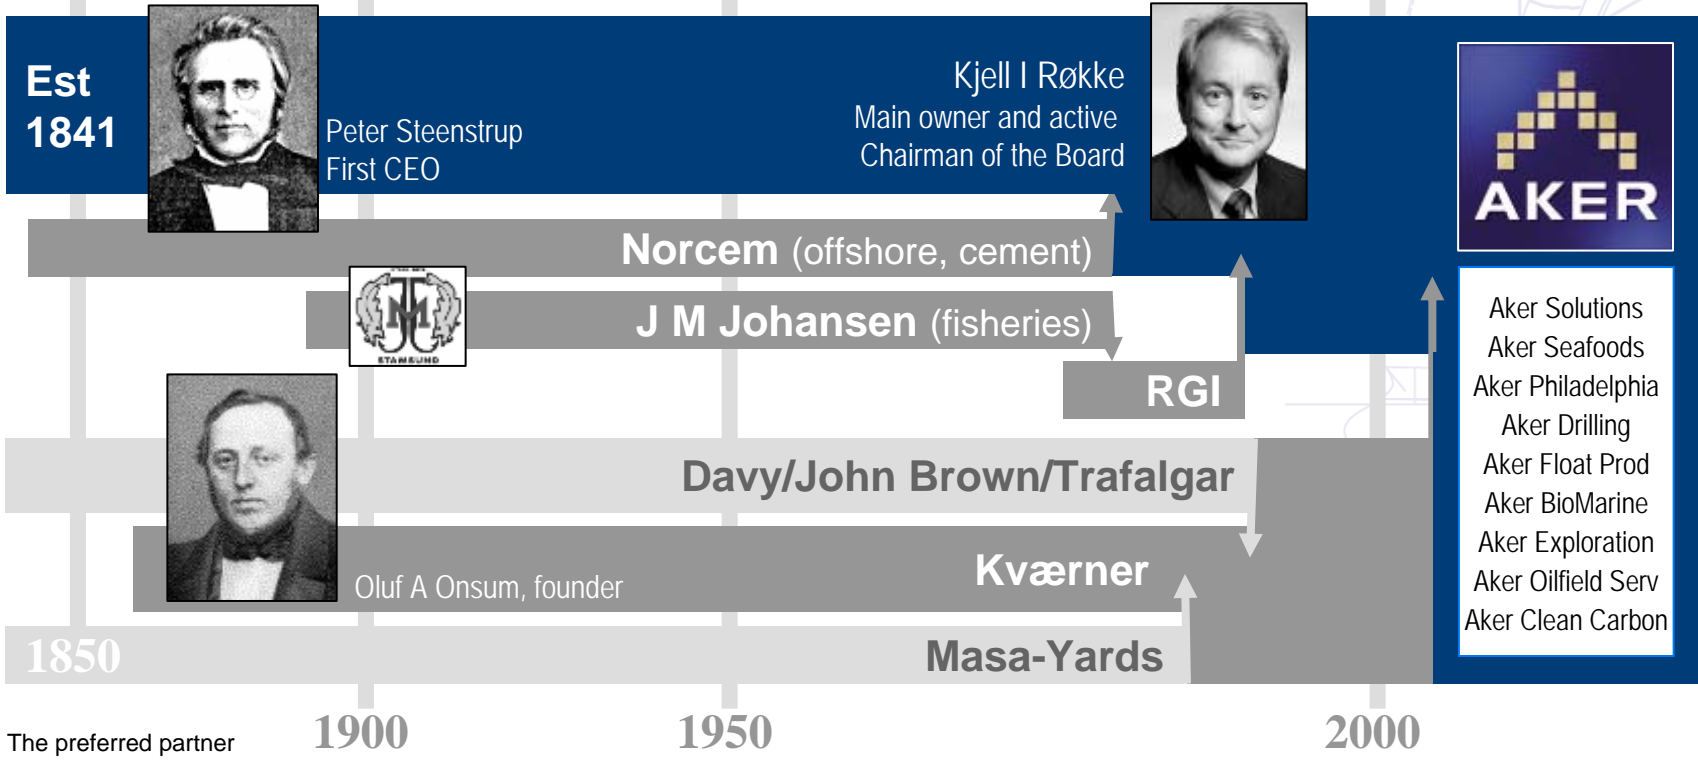 Est
1841
Peter Steenstrup
First CEO
Kjell I Røkke
Main owner and active
Chairman of the Board
AKER
Norcem (offshore, cement)
J M Johansen (fisheries)
JMJ
STAMSUND
RGI
Davy/John Brown/Trafalgar
Kværner
Oluf A Onsum, founder
Masa-Yards
Aker Solutions
Aker Seafoods
Aker Philadelphia
Aker Drilling
Aker Float Prod
Aker BioMarine
Aker Exploration
Aker Oilfield Serv
Aker Clean Carbon
1850
1900
1950
2000
The preferred partner